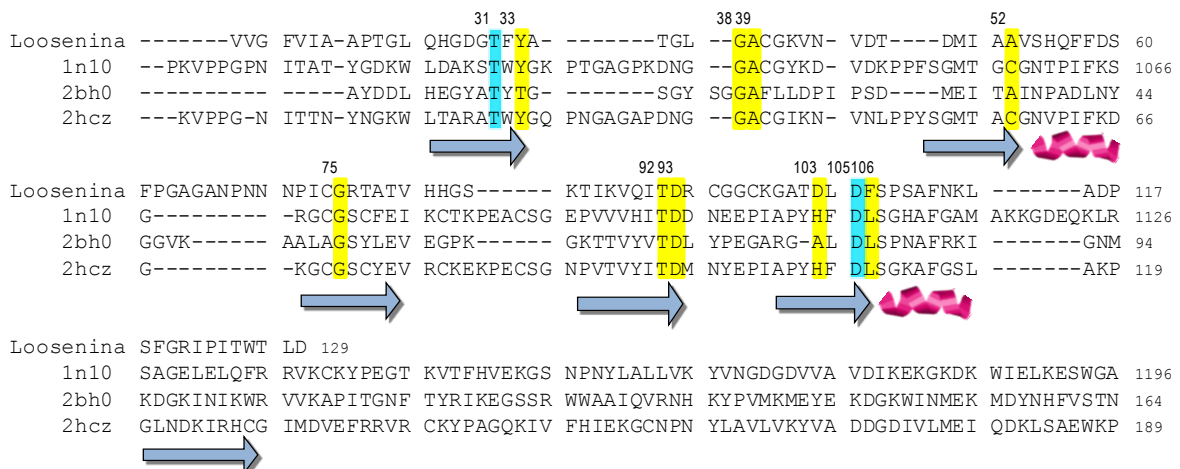 31 33 38 39 52
Loosenina -------VVG FVIA-APTGL QHGDGTFYA- -------TGL --GACGKVN- VDT----DMI AAVSHQFFDS 60
1n10 --PKVPPGPN ITAT-YGDKW LDAKSTWYGK PTGAGPKDNG --GACGYKD- VDKPPFSGMT GCGNTPIFKS 1066
2bh0 ---------- -----AYDDL HEGYATYTG- -------SGY SGGAFLLDPI PSD----MEI TAINPADLNY 44
2hcz ---KVPPG-N ITTN-YNGKW LTARATWYGQ PNGAGAPDNG --GACGIKN- VNLPPYSGMT ACGNVPIFKD 66
75 92 93 103 105 106
Loosenina FPGAGANPNN NPICGRTATV HHGS------ KTIKVQITDR CGGCKGATDL DFSPSAFNKL -------ADP 117
1n10 G--------- -RGCGSCFEI KCTKPEACSG EPVVVHITDD NEEPIAPYHF DLSGHAFGAM AKKGDEQKLR 1126
2bh0 GGVK------ AALAGSYLEV EGPK------ GKTTVYVTDL YPEGARG-AL DLSPNAFRKI -------GNM 94
2hcz G--------- -KGCGSCYEV RCKEKPECSG NPVTVYITDM NYEPIAPYHF DLSGKAFGSL -------AKP 119
Loosenina SFGRIPITWT LD 129
1n10 SAGELELQFR RVKCKYPEGT KVTFHVEKGS NPNYLALLVK YVNGDGDVVA VDIKEKGKDK WIELKESWGA 1196
2bh0 KDGKINIKWR VVKAPITGNF TYRIKEGSSR WWAAIQVRNH KYPVMKMEYE KDGKWINMEK MDYNHFVSTN 164
2hcz GLNDKIRHCG IMDVEFRRVR CKYPAGQKIV FHIEKGCNPN YLAVLVKYVA DDGDIVLMEI QDKLSAEWKP 189